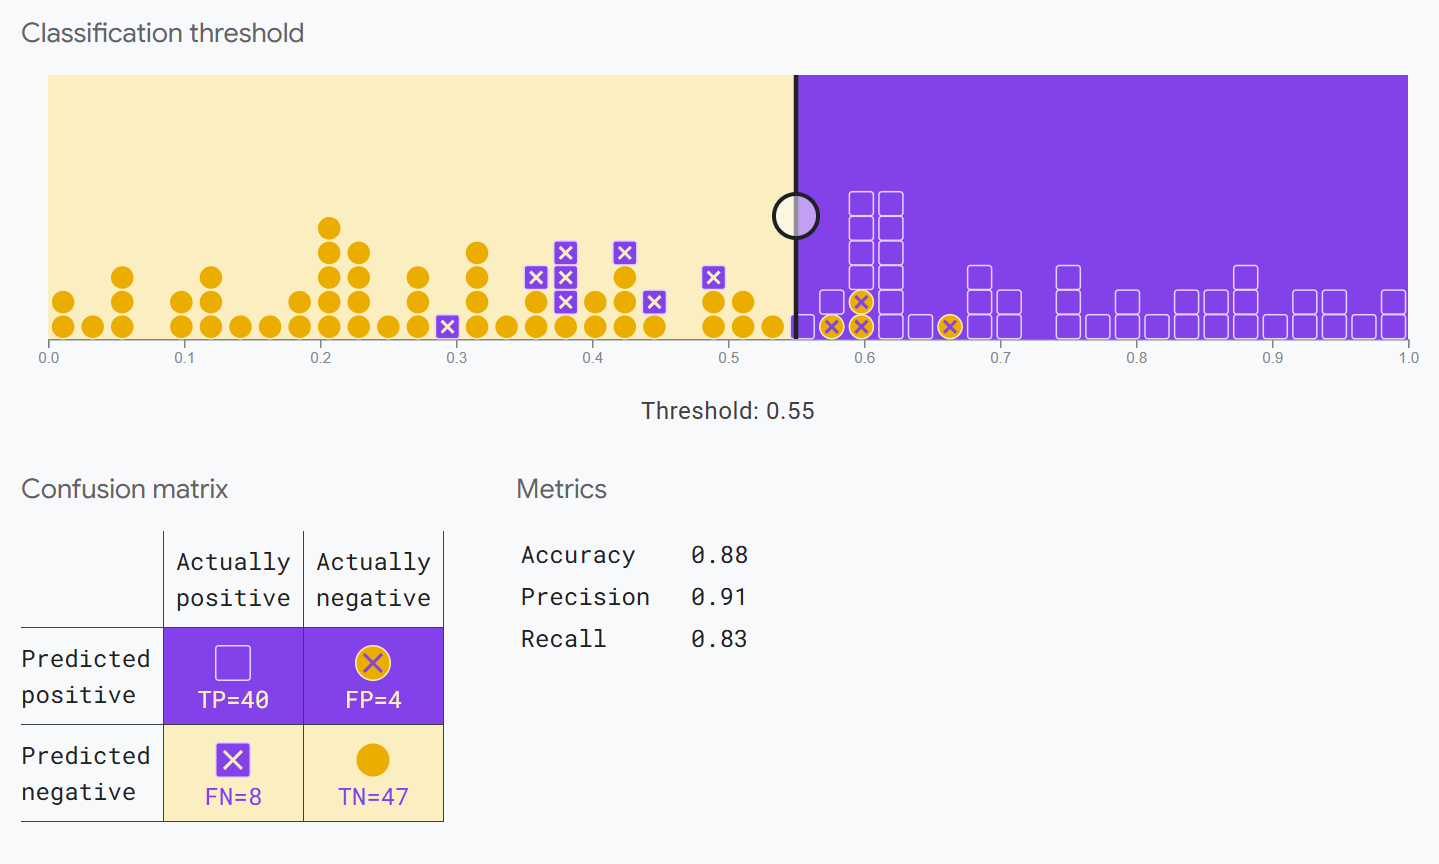 Classification threshold
0.0 0.1 0.2 0.3 0.4 0.5 0.6 0.7 0.8 0.9 1.0
Threshold: 0.55
Confusion matrix
Actually positive
Actually negative
Predicted positive
TP=40
FP=4
Predicted negative
FN=8
TN=47
Metrics
Accuracy 0.88
Precision 0.91
Recall 0.83